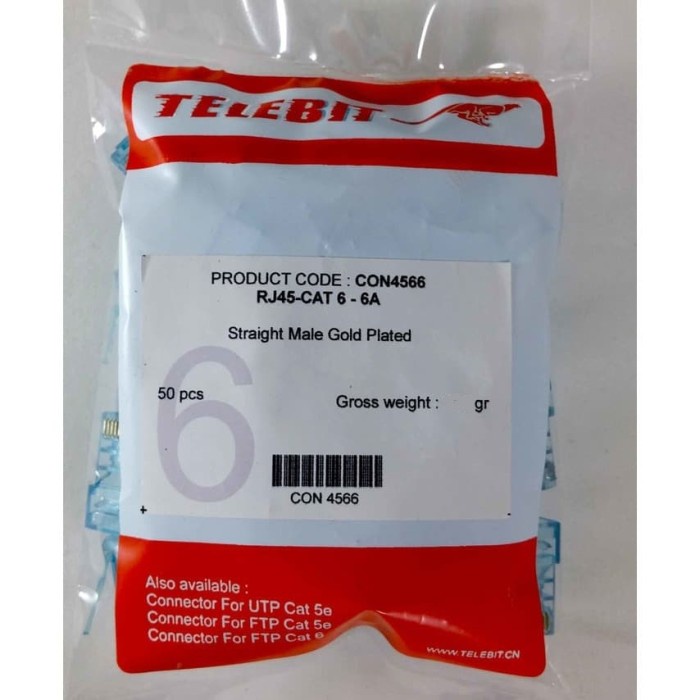 TELEBIT
PRODUCT CODE : CON4566
RJ45-CAT 6 - 6A
Straight Male Gold Plated
6
50 pcs
Gross weight : gr
CON 4566
Also available :
Connector For UTP Cat 5e
Connector For FTP Cat 5e
Connector For FTP Cat 6
WWW.TELEBIT.CN